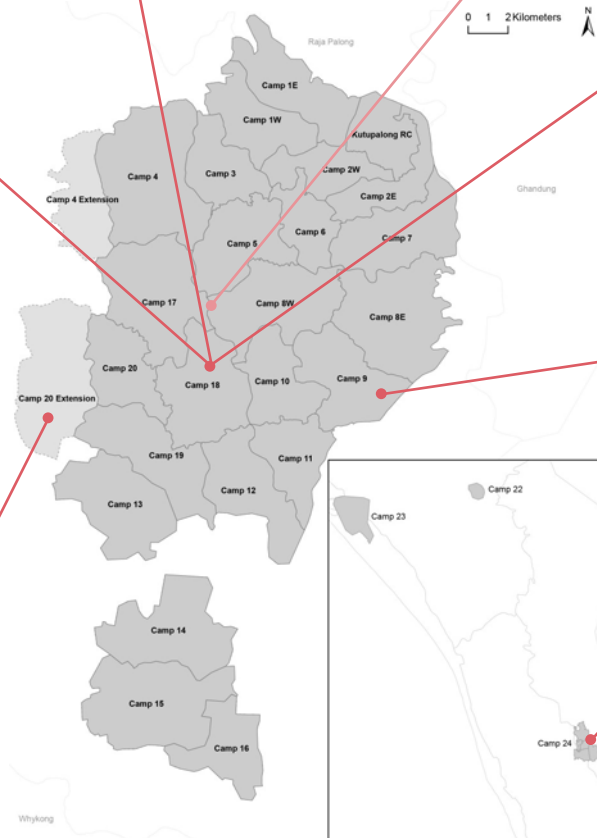 0 1 2 Kilometers
N
Raja Palong
Camp 1E
Camp 1W
Kutupalong RC
Camp 4
Camp 3
Camp 2W
Camp 4 Extension
Camp 2E
Ghandung
Camp 5
Camp 6
Camp 7
Camp 17
Camp 8W
Camp 8E
Camp 20
Camp 18
Camp 10
Camp 9
Camp 20 Extension
Camp 19
Camp 11
Camp 12
Camp 13
Camp 22
Camp 23
Camp 14
Camp 15
Camp 24
Camp 16
Whykong